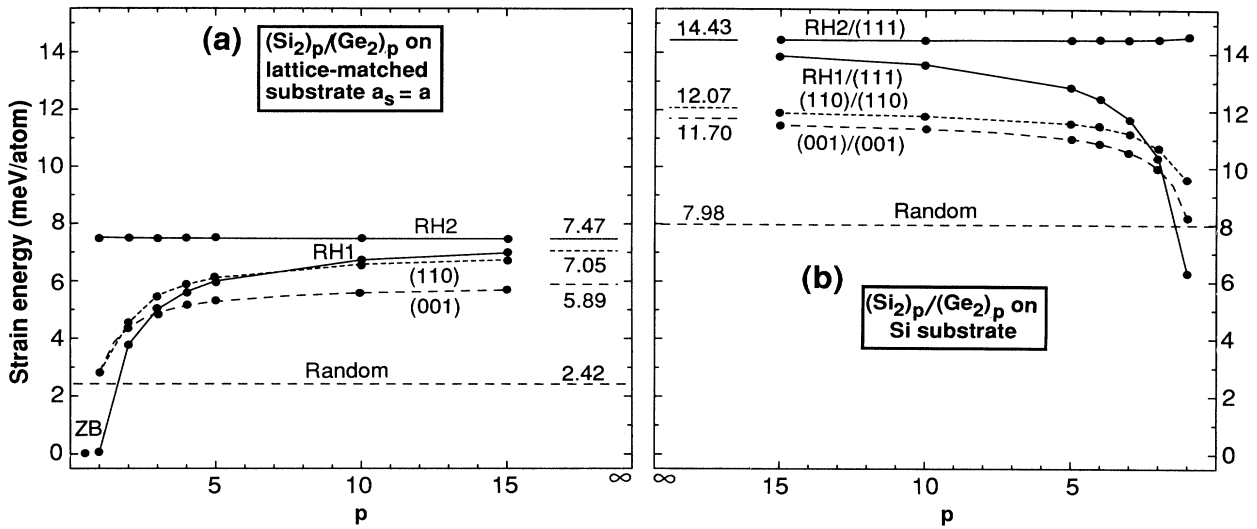 (a)
(Si2)p/(Ge2)p on
lattice-matched
substrate as = a
Strain energy (meV/atom)
14
12
10
8
6
4
2
0
RH2
7.47
RH1
7.05
(110)
5.89
(001)
Random
2.42
ZB
5
10
15
∞
p
14.43
RH2/(111)
RH1/(111)
12.07
(110)/(110)
11.70
(001)/(001)
7.98
Random
(b)
(Si2)p/(Ge2)p on
Si substrate
14
12
10
8
6
4
2
0
∞
15
10
5
p